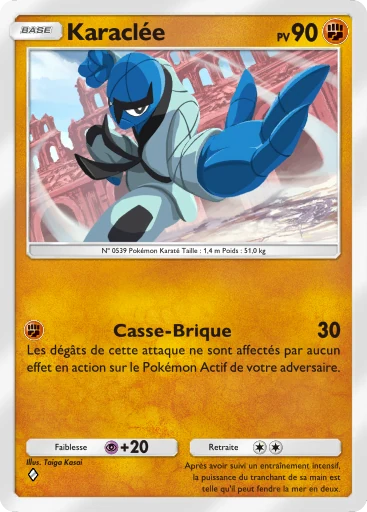 BASE
Karaclée
PV 90
N° 0539 Pokémon Karaté Taille : 1,4 m Poids : 51,0 kg
Casse-Brique 30
Les dégâts de cette attaque ne sont affectés par aucun
effet en action sur le Pokémon Actif de votre adversaire.
Faiblesse +20
Retraite
Illus. Taiga Kasai
Après avoir suivi un entraînement intensif,
la puissance du tranchant de sa main est
telle qu'il peut fendre la mer en deux.